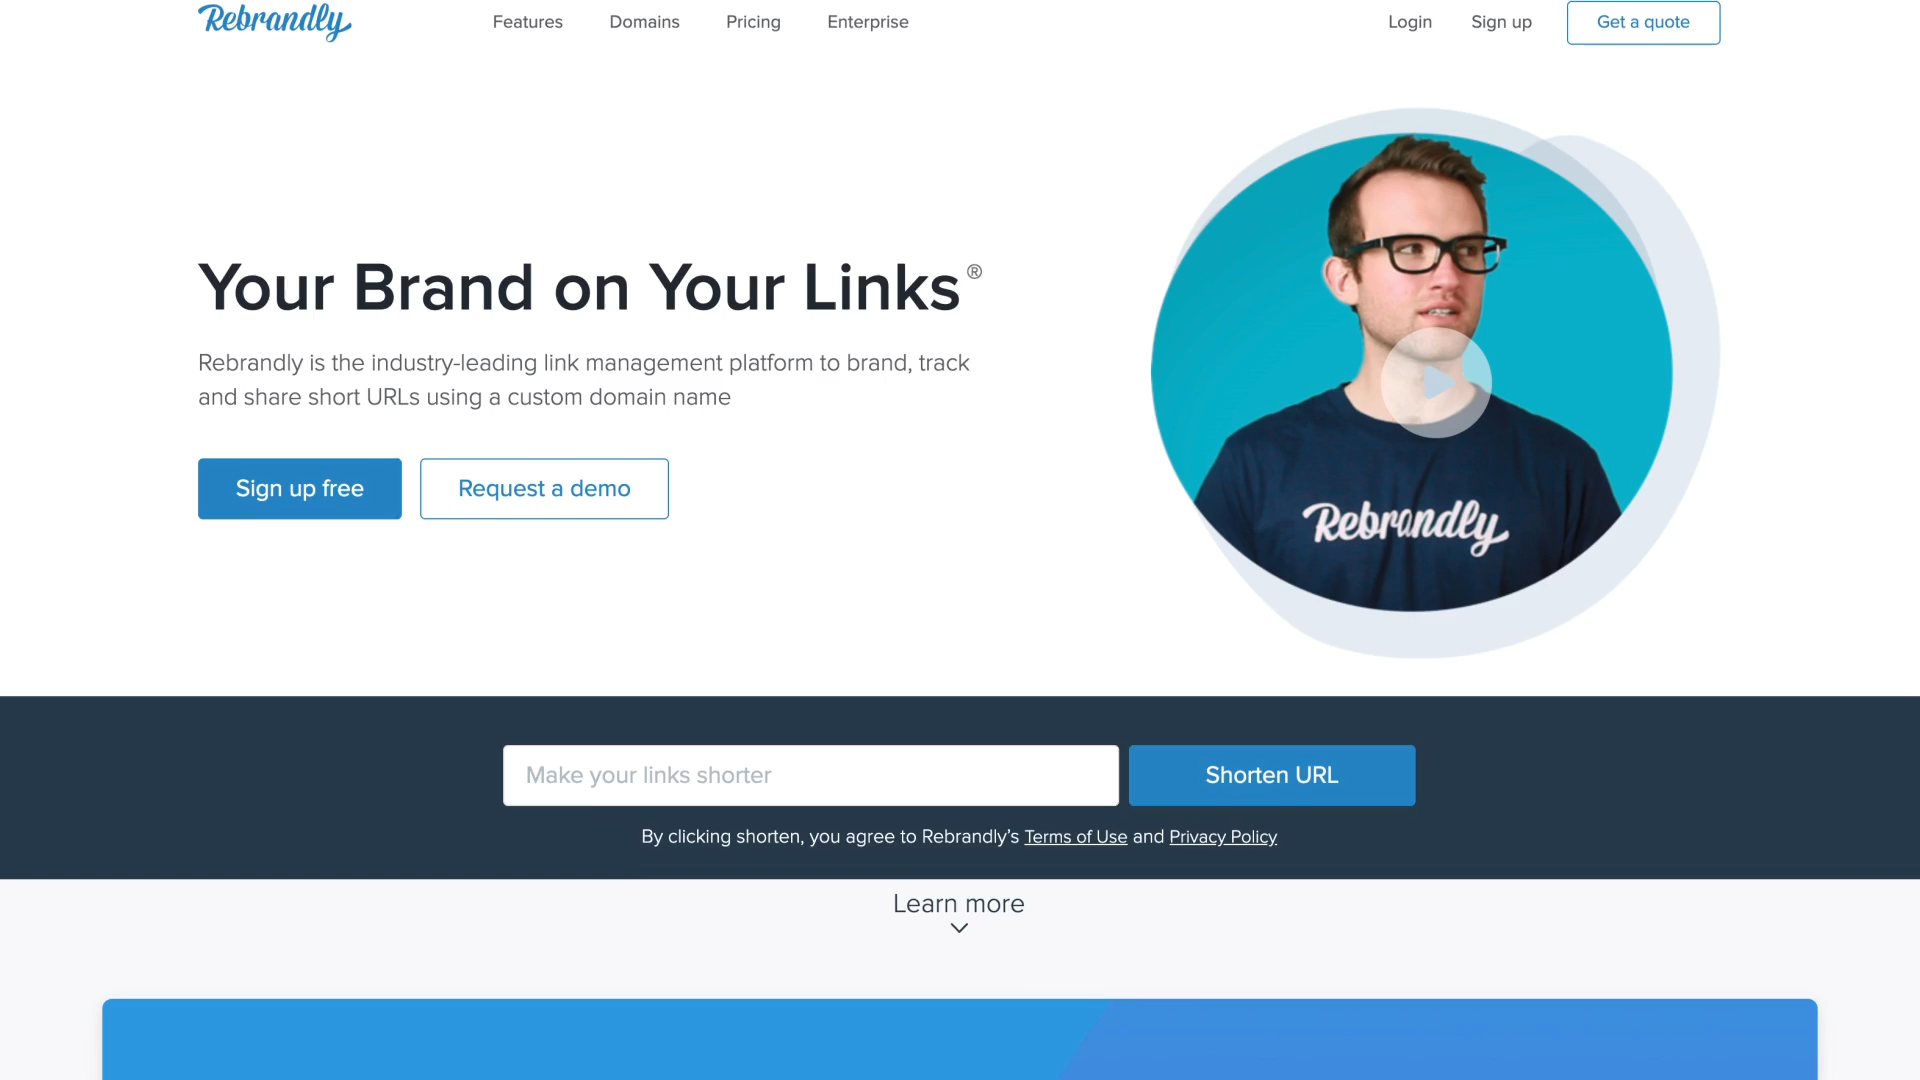 Rebrandly
Features
Domains
Pricing
Enterprise
Login
Sign up
Get a quote
Your Brand on Your Links®
Rebrandly is the industry-leading link management platform to brand, track
and share short URLs using a custom domain name
Sign up free
Request a demo
Rebrandly
Make your links shorter
Shorten URL
By clicking shorten, you agree to Rebrandly’s Terms of Use and Privacy Policy
Learn more